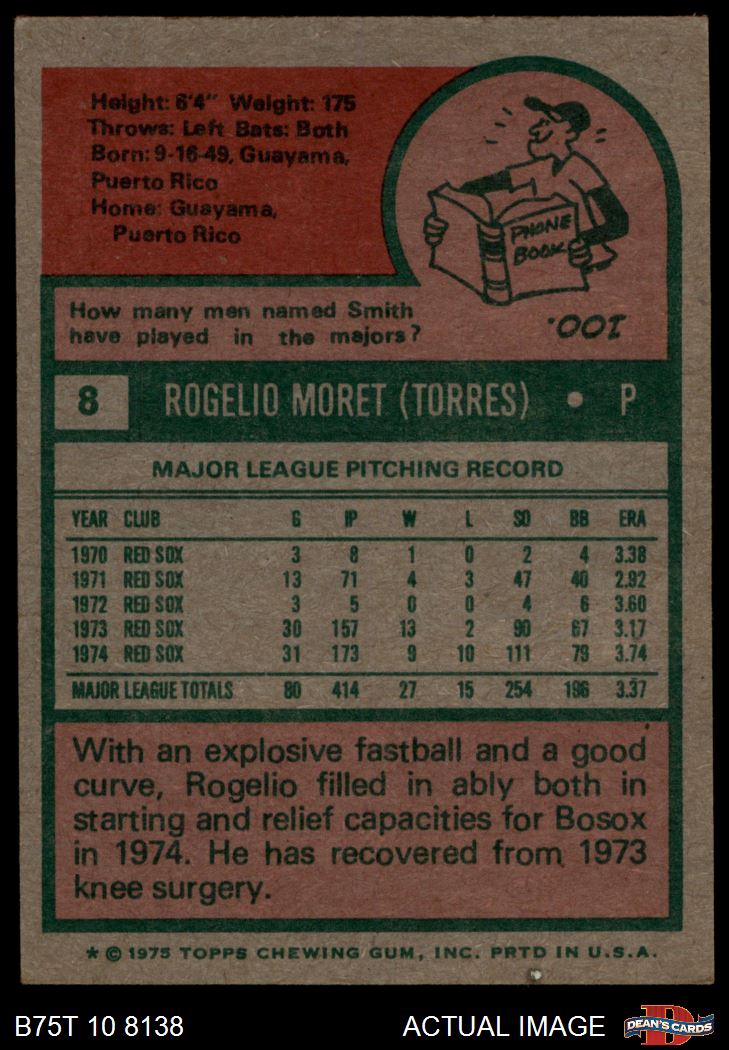 Height: 6'4" Weight: 175
Throws: Left Bats: Both
Born: 9-16-49, Guayama,
Puerto Rico
Home: Guayama,
Puerto Rico
PHONE
BOOK
How many men named Smith
have played in the majors?
100.
8 ROGELIO MORET (TORRES) • P
MAJOR LEAGUE PITCHING RECORD
YEAR CLUB G IP W L SO BB ERA
1970 RED SOX 3 8 1 0 2 4 3.38
1971 RED SOX 13 71 4 3 47 40 2.92
1972 RED SOX 3 5 0 0 4 6 3.60
1973 RED SOX 30 157 13 2 90 67 3.17
1974 RED SOX 31 173 9 10 111 79 3.74
MAJOR LEAGUE TOTALS 80 414 27 15 254 196 3.37
With an explosive fastball and a good
curve, Rogelio filled in ably both in
starting and relief capacities for Bosox
in 1974. He has recovered from 1973
knee surgery.
* © 1975 TOPPS CHEWING GUM, INC. PRTD IN U.S.A.
B75T 10 8138 ACTUAL IMAGE
DEAN'S CARDS